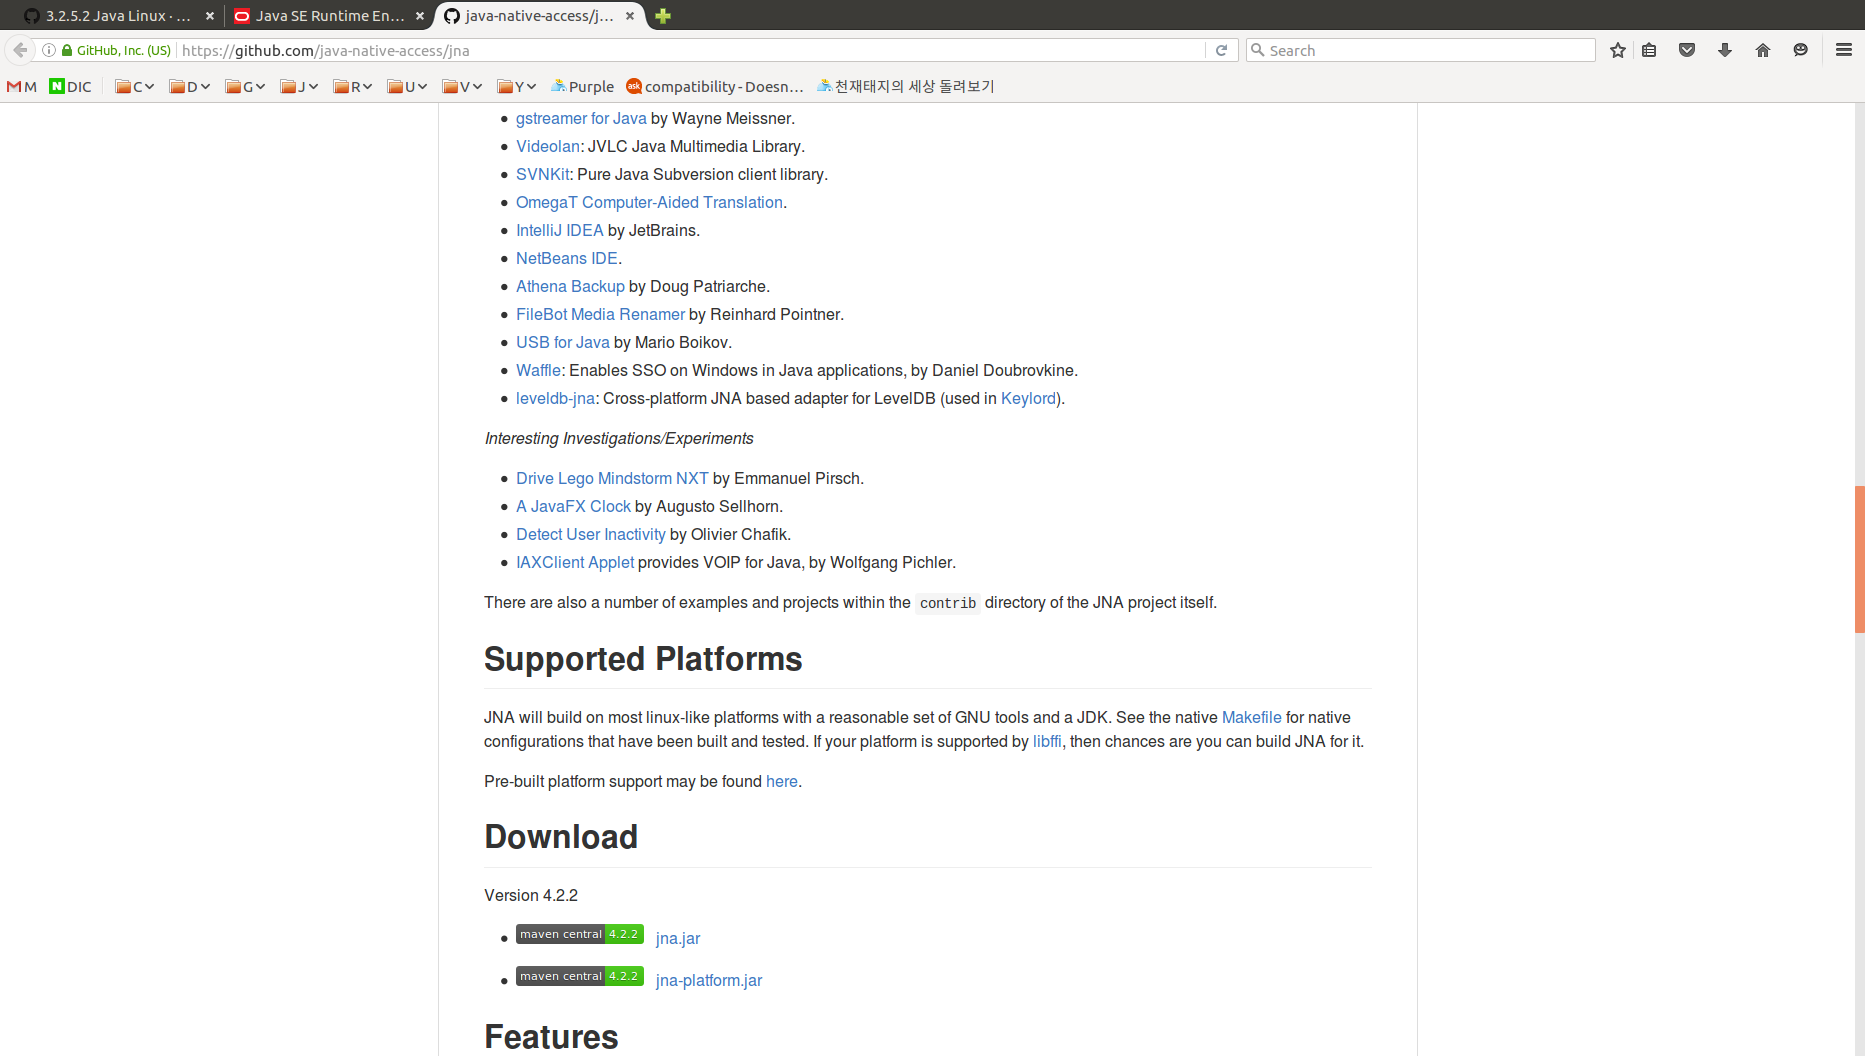 3.2.5.2 Java Linux · ...
Java SE Runtime En...
java-native-access/j...
GitHub, Inc. (US)
https://github.com/java-native-access/jna
Search
M
N DIC
C
D
G
J
R
U
V
Y
Purple
ask compatibility - Doesn...
천재태지의 세상 돌려보기
gstreamer for Java by Wayne Meissner.
Videolan: JVLC Java Multimedia Library.
SVNKit: Pure Java Subversion client library.
OmegaT Computer-Aided Translation.
IntelliJ IDEA by JetBrains.
NetBeans IDE.
Athena Backup by Doug Patriarche.
FileBot Media Renamer by Reinhard Pointner.
USB for Java by Mario Boikov.
Waffle: Enables SSO on Windows in Java applications, by Daniel Doubrovkine.
leveldb-jna: Cross-platform JNA based adapter for LevelDB (used in Keylord).
Interesting Investigations/Experiments
Drive Lego Mindstorm NXT by Emmanuel Pirsch.
A JavaFX Clock by Augusto Sellhorn.
Detect User Inactivity by Olivier Chafik.
IAXClient Applet provides VOIP for Java, by Wolfgang Pichler.
There are also a number of examples and projects within the contrib directory of the JNA project itself.
Supported Platforms
JNA will build on most linux-like platforms with a reasonable set of GNU tools and a JDK. See the native Makefile for native
configurations that have been built and tested. If your platform is supported by libffi, then chances are you can build JNA for it.
Pre-built platform support may be found here.
Download
Version 4.2.2
maven central 4.2.2 jna.jar
maven central 4.2.2 jna-platform.jar
Features